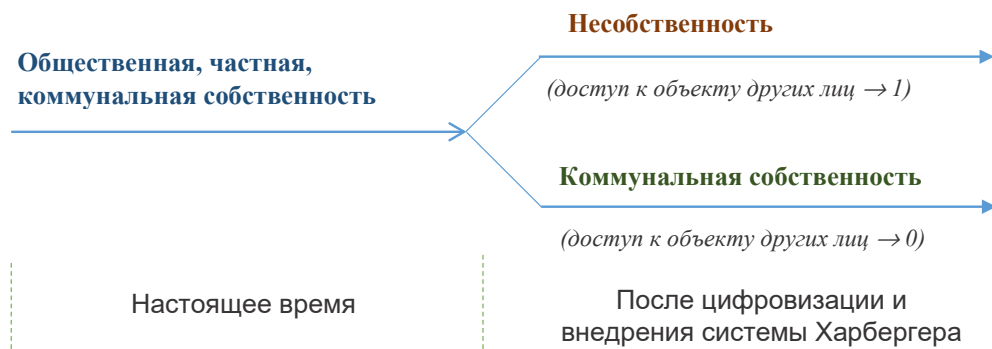 Несобственность
Общественная, частная,
коммунальная собственность
(доступ к объекту других лиц → 1)
Коммунальная собственность
(доступ к объекту других лиц → 0)
Настоящее время
После цифровизации и
внедрения системы Харбергера